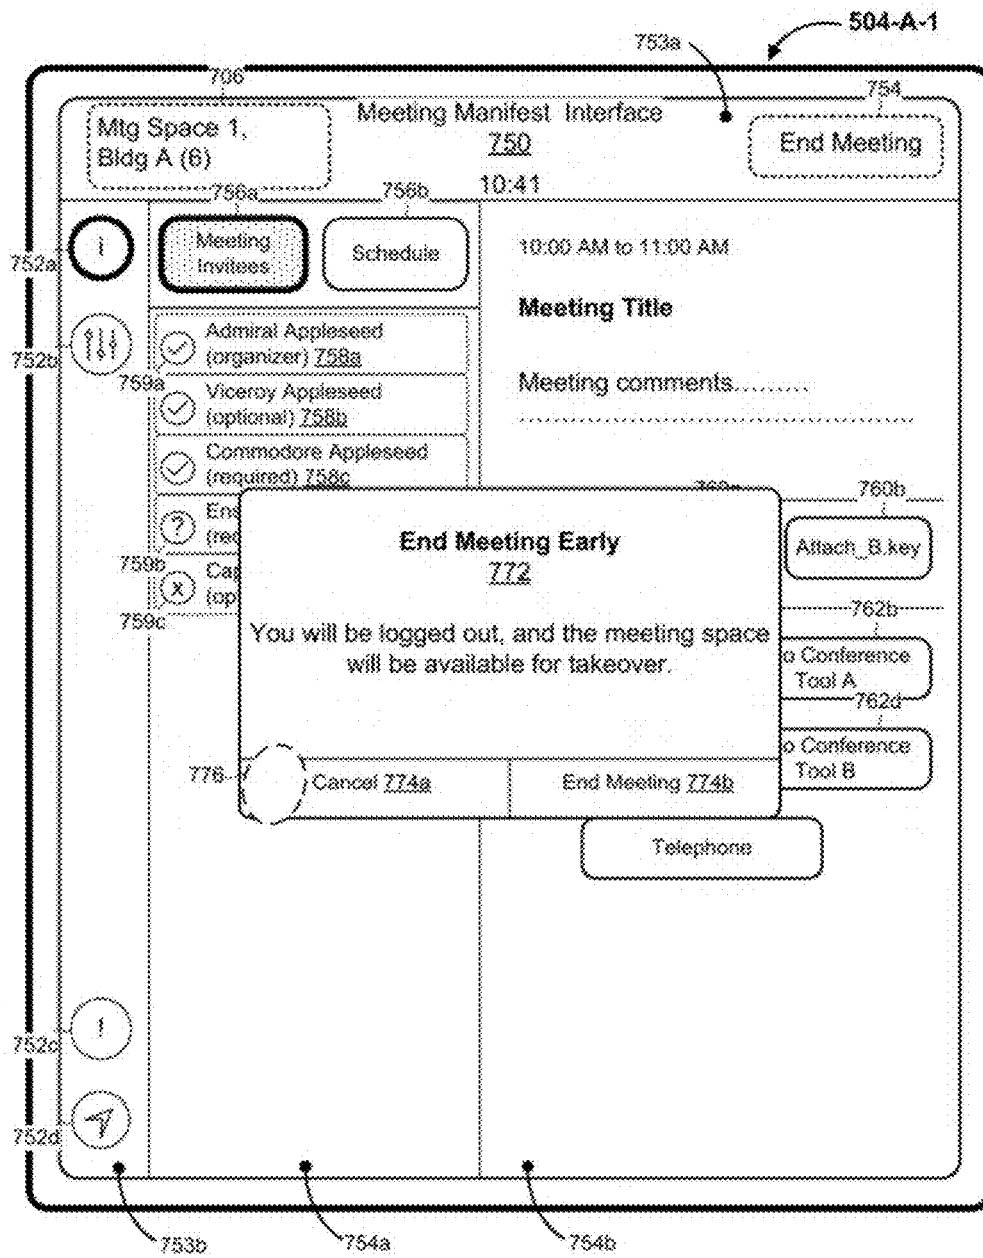 504-A-1
753a
706
754
Mtg Space 1,
Bldg A (6)
Meeting Manifest Interface
750
10:41
End Meeting
756a
756b
752a
i
Meeting
Invitees
Schedule
10:00 AM to 11:00 AM
Meeting Title
752b
Admiral Appleseed
(organizer) 758a
759a
Viceroy Appleseed
(optional) 758b
Meeting comments.........
Commodore Appleseed
(required) 758c
760b
?
Attach_B.key
759b
x
759c
End Meeting Early
772
You will be logged out, and the meeting space
will be available for takeover.
762b
o Conference
Tool A
762d
o Conference
Tool B
776
Cancel 774a
End Meeting 774b
Telephone
752c
!
752d
753b
754a
754b